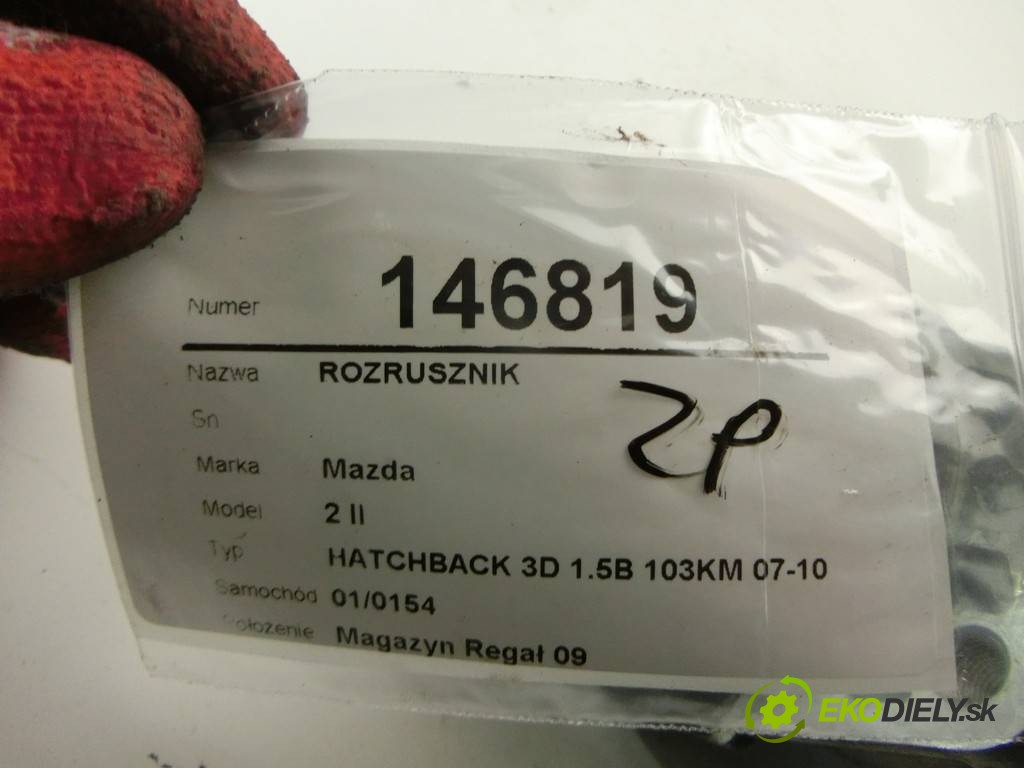 Numer 146819
Nazwa ROZRUSZNIK
Sn
ZP
Marka Mazda
Model 2 II
Typ HATCHBACK 3D 1.5B 103KM 07-10
Samochód 01/0154
Położenie Magazyn Regał 09
EKODIELY.sk